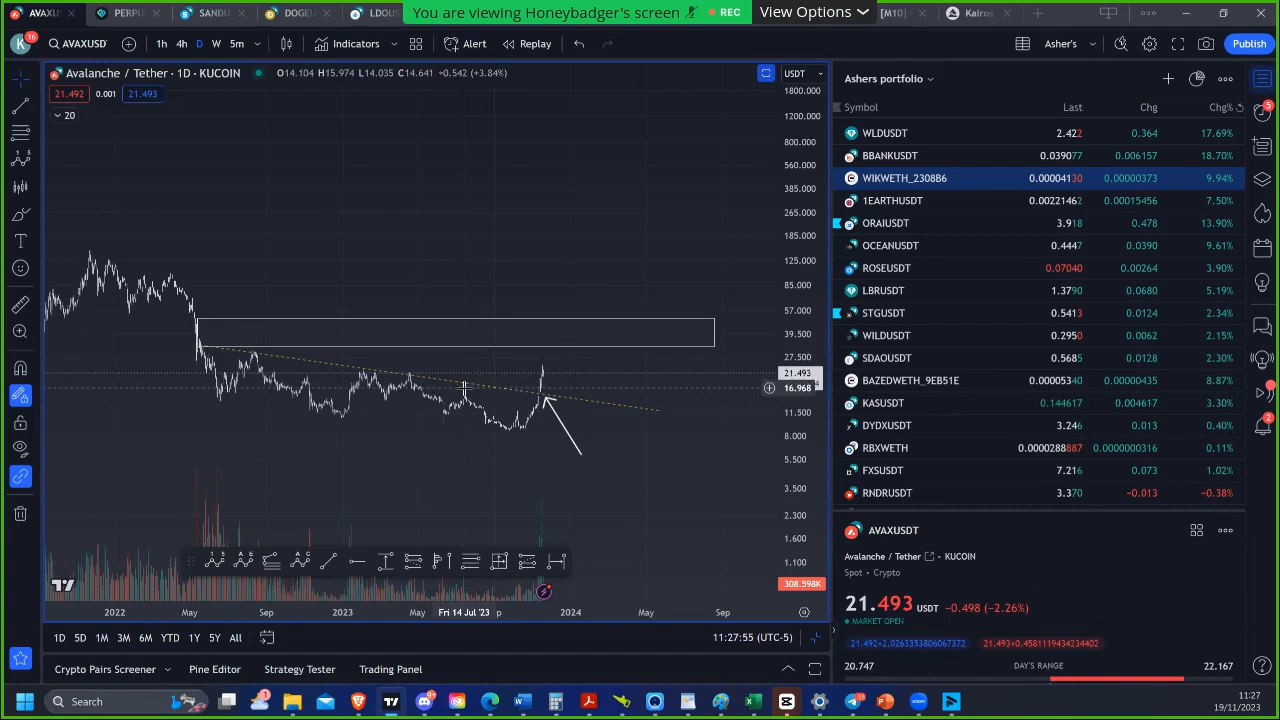 AVAXUS
PERPU
SANDU
DOGEU
LDOUS
You are viewing Honeybadger's screen
REC
View Options
[M10]
Kairos
K
16
AVAXUSD
1h
4h
D
W
5m
Indicators
Alert
Replay
Asher's
Publish
Avalanche / Tether · 1D · KUCOIN
O14.104 H15.974 L14.035 C14.641 +0.542 (+3.84%)
USDT
21.492
0.001
21.493
20
1800.000
1200.000
800.000
560.000
385.000
265.000
185.000
125.000
85.000
57.000
39.500
27.500
21.493
16.968
11.500
8.000
5.500
3.500
2.300
1.600
1.100
308.598K
2022
May
Sep
2023
May
Fri 14 Jul '23
2024
May
Sep
1D
5D
1M
3M
6M
YTD
1Y
5Y
All
11:27:55 (UTC-5)
Crypto Pairs Screener
Pine Editor
Strategy Tester
Trading Panel
Ashers portfolio
Symbol Last Chg Chg%
WLDUSDT 2.422 0.364 17.69%
BBANKUSDT 0.039077 0.006157 18.70%
WIKWETH_2308B6 0.00004130 0.00000373 9.94%
1EARTHUSDT 0.00221462 0.00015456 7.50%
ORAIUSDT 3.918 0.478 13.90%
OCEANUSDT 0.4447 0.0390 9.61%
ROSEUSDT 0.07040 0.00264 3.90%
LBRUSDT 1.3790 0.0680 5.19%
STGUSDT 0.5413 0.0124 2.34%
WILDUSDT 0.2950 0.0062 2.15%
SDAOUSDT 0.5685 0.0128 2.30%
BAZEDWETH_9EB51E 0.00005340 0.00000435 8.87%
KASUSDT 0.144617 0.004617 3.30%
DYDXUSDT 3.246 0.013 0.40%
RBXWETH 0.0000288887 0.0000000316 0.11%
FXSUSDT 7.216 0.073 1.02%
RNDRUSDT 3.370 −0.013 −0.38%
AVAXUSDT
Avalanche / Tether · KUCOIN
Spot · Crypto
21.493 USDT −0.498 (−2.26%)
MARKET OPEN
21.492×2.0263353806067372
21.493×0.4581119434234402
20.747 DAY'S RANGE 22.167
5
2
Search
11:27
19/11/2023